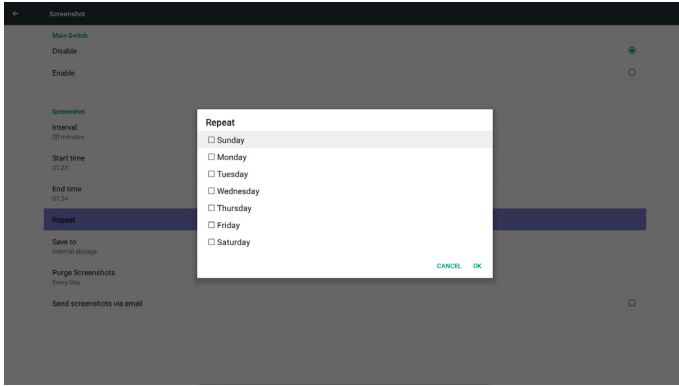 Screenshot
Main Switch
Disable
Enable
Screenshot
Interval
30 minutes
Start time
01:23
End time
01:24
Repeat
Save to
Internal storage
Purge Screenshots
Every Day
Send screenshots via email
Repeat
Sunday
Monday
Tuesday
Wednesday
Thursday
Friday
Saturday
CANCEL OK